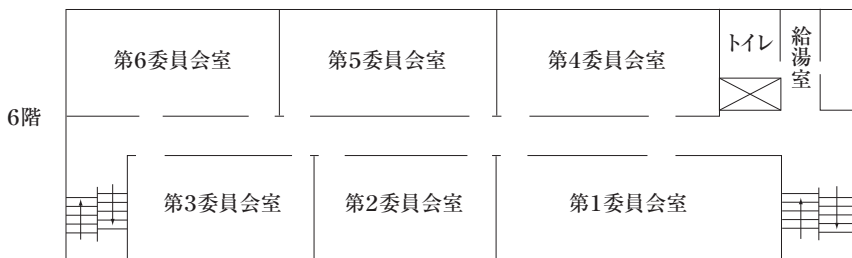 第6委員会室
第5委員会室
第4委員会室
トイレ
給湯室
6階
第3委員会室
第2委員会室
第1委員会室